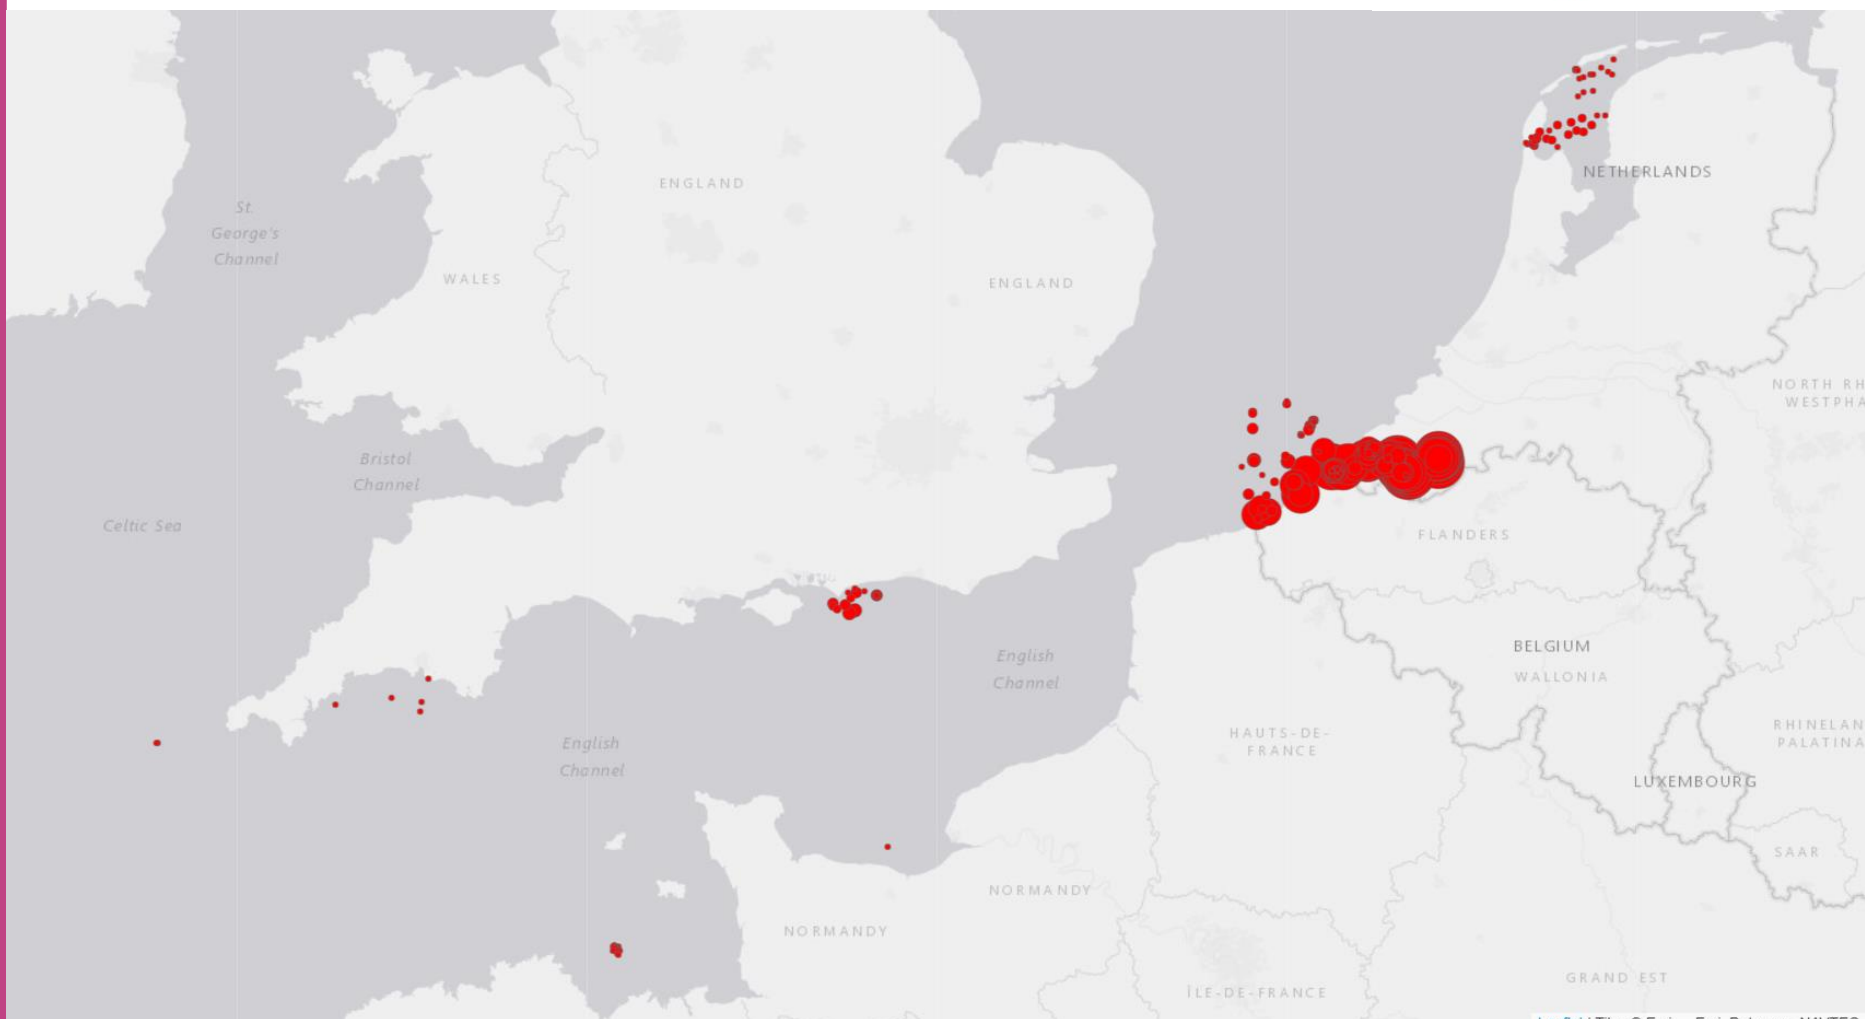 ENGLAND
NETHERLANDS
St.
George's
Channel
WALES
ENGLAND
NORTH RH
WESTPHA
Bristol
Channel
Celtic Sea
FLANDERS
English
Channel
BELGIUM
WALLONIA
HAUTS-DE-
FRANCE
RHINELAN
PALATINA
English
Channel
LUXEMBOURG
SAAR
NORMANDY
NORMANDY
GRAND EST
ÎLE-DE-FRANCE